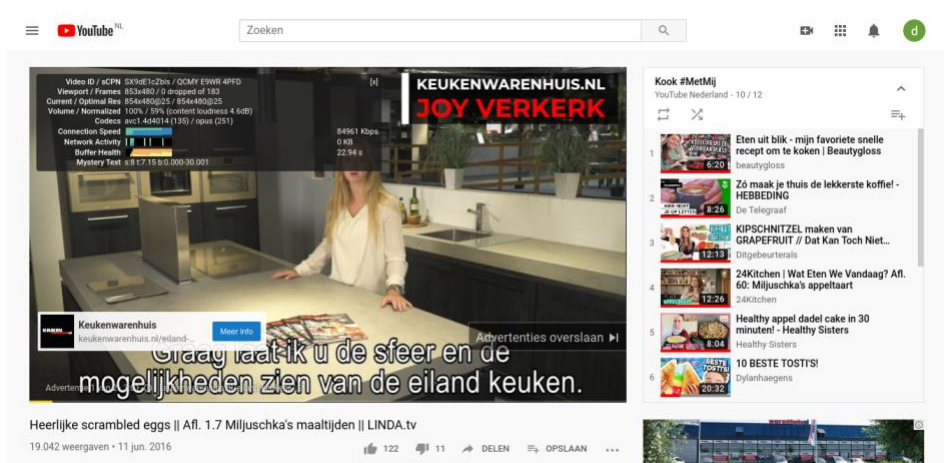 YouTube NL
Zoeken
d
Video ID / sCPN SX9dE1cZbIs / QCMY E9WR 4PFD
[x]
Viewport / Frames 853x480 / 0 dropped of 183
Current / Optimal Res 854x480@25 / 854x480@25
Volume / Normalized 100% / 59% (content loudness 4.6dB)
Codecs avc1.4d4014 (135) / opus (251)
Connection Speed 84961 Kbps
Network Activity 0 KB
Buffer Health 22.94 s
Mystery Text s:8 t:7.15 b:0.000-30.001
KEUKENWARENHUIS.NL
JOY VERKERK
Keukenwarenhuis
keukenwarenhuis.nl/eiland-...
Meer Info
Advertenties overslaan
Graag laat ik u de sfeer en de
mogelijkheden zien van de eiland keuken.
Heerlijke scrambled eggs || Afl. 1.7 Miljuschka's maaltijden || LINDA.tv
19.042 weergaven • 11 jun. 2016
122
11
DELEN
OPSLAAN
Kook #MetMij
YouTube Nederland - 10 / 12
1
6:20
Eten uit blik - mijn favoriete snelle
recept om te koken | Beautygloss
beautygloss
2
8:26
Zó maak je thuis de lekkerste koffie! -
HEBBEDING
De Telegraaf
3
12:13
KIPSCHNITZEL maken van
GRAPEFRUIT // Dat Kan Toch Niet...
Ditgebeurterals
4
12:26
24Kitchen | Wat Eten We Vandaag? Afl.
60: Miljuschka's appeltaart
24Kitchen
5
8:04
Healthy appel dadel cake in 30
minuten! - Healthy Sisters
Healthy Sisters
6
BESTE
TOSTI'S
20:32
10 BESTE TOSTI'S!
Dylanhaegens